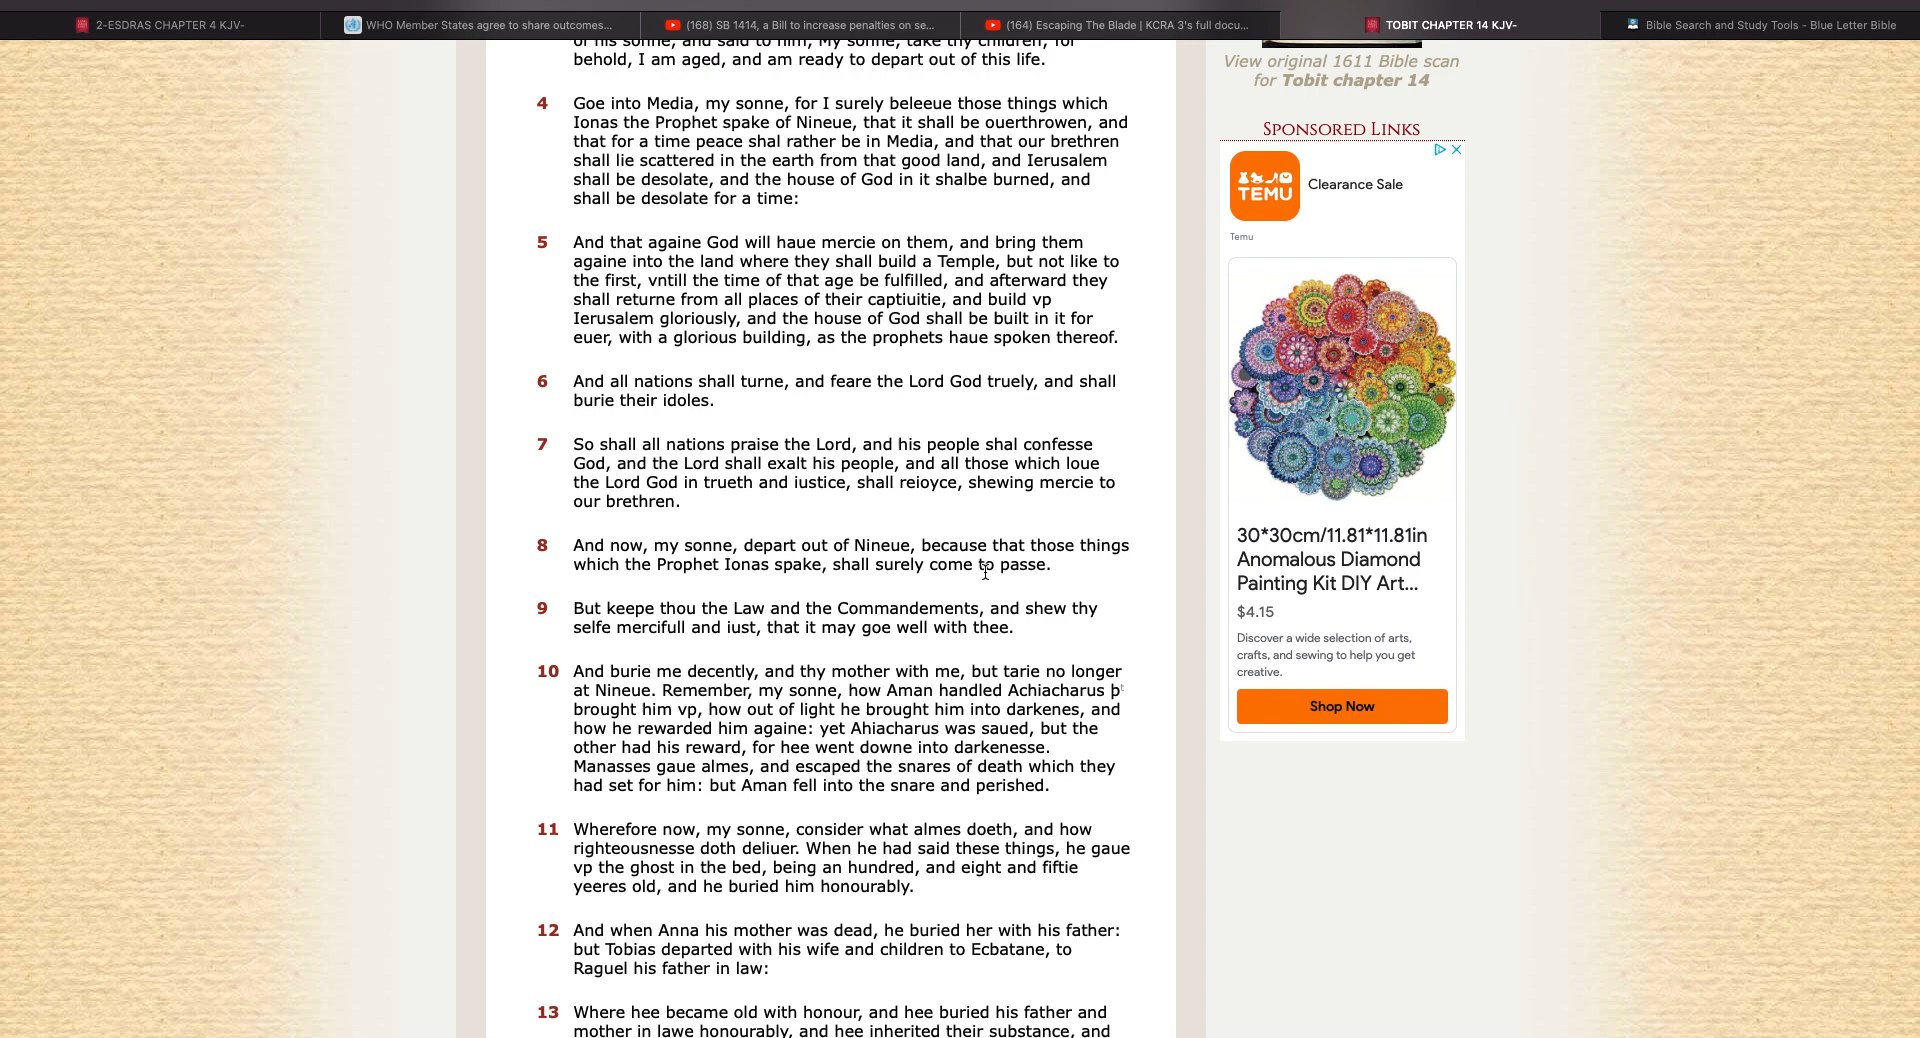 2-ESDRAS CHAPTER 4 KJV-
WHO Member States agree to share outcomes...
(168) SB 1414, a Bill to increase penalties on se...
(164) Escaping The Blade | KCRA 3's full docu...
TOBIT CHAPTER 14 KJV-
Bible Search and Study Tools - Blue Letter Bible
of his sonne, and said to him, My sonne, take thy children, for
behold, I am aged, and am ready to depart out of this life.
4 Goe into Media, my sonne, for I surely beleeue those things which
Ionas the Prophet spake of Nineue, that it shall be ouerthrowen, and
that for a time peace shal rather be in Media, and that our brethren
shall lie scattered in the earth from that good land, and Ierusalem
shall be desolate, and the house of God in it shalbe burned, and
shall be desolate for a time:
5 And that againe God will haue mercie on them, and bring them
againe into the land where they shall build a Temple, but not like to
the first, vntill the time of that age be fulfilled, and afterward they
shall returne from all places of their captiuitie, and build vp
Ierusalem gloriously, and the house of God shall be built in it for
euer, with a glorious building, as the prophets haue spoken thereof.
6 And all nations shall turne, and feare the Lord God truely, and shall
burie their idoles.
7 So shall all nations praise the Lord, and his people shal confesse
God, and the Lord shall exalt his people, and all those which loue
the Lord God in trueth and iustice, shall reioyce, shewing mercie to
our brethren.
8 And now, my sonne, depart out of Nineue, because that those things
which the Prophet Ionas spake, shall surely come to passe.
9 But keepe thou the Law and the Commandements, and shew thy
selfe mercifull and iust, that it may goe well with thee.
10 And burie me decently, and thy mother with me, but tarie no longer
at Nineue. Remember, my sonne, how Aman handled Achiacharus þt
brought him vp, how out of light he brought him into darkenes, and
how he rewarded him againe: yet Ahiacharus was saued, but the
other had his reward, for hee went downe into darkenesse.
Manasses gaue almes, and escaped the snares of death which they
had set for him: but Aman fell into the snare and perished.
11 Wherefore now, my sonne, consider what almes doeth, and how
righteousnesse doth deliuer. When he had said these things, he gaue
vp the ghost in the bed, being an hundred, and eight and fiftie
yeeres old, and he buried him honourably.
12 And when Anna his mother was dead, he buried her with his father:
but Tobias departed with his wife and children to Ecbatane, to
Raguel his father in law:
13 Where hee became old with honour, and hee buried his father and
mother in lawe honourably, and hee inherited their substance, and
View original 1611 Bible scan
for Tobit chapter 14
SPONSORED LINKS
TEMU
Clearance Sale
Temu
30*30cm/11.81*11.81in
Anomalous Diamond
Painting Kit DIY Art...
$4.15
Discover a wide selection of arts,
crafts, and sewing to help you get
creative.
Shop Now